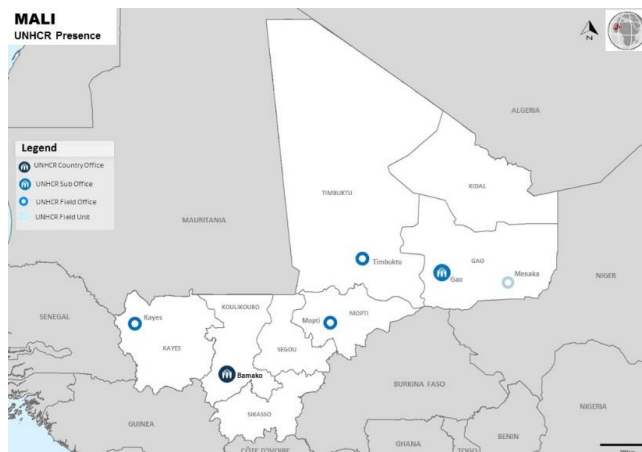 MALI
UNHCR Presence
N
Legend
UNHCR Country Office
UNHCR Sub Office
UNHCR Field Office
UNHCR Field Unit
ALGERIA
MAURITANIA
TIMBUKTU
KIDAL
Timbuktu
GAO
Gao
Menaka
NIGER
SENEGAL
Kayes
KAYES
KOULIKOURO
SEGOU
Mopti
MOPTI
Bamako
SIKASSO
BURKINA FASO
GUINEA
CÔTE D'IVOIRE
GHANA
TOGO
BENIN
NIGERIA